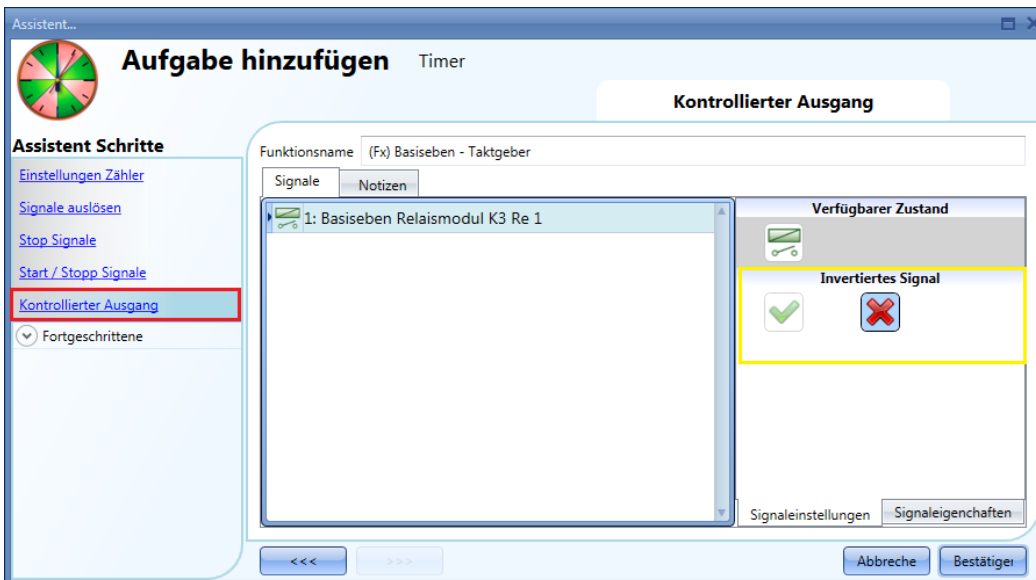 Assistent...
Aufgabe hinzufügen Timer
Kontrollierter Ausgang
Assistent Schritte
Einstellungen Zähler
Signale auslösen
Stop Signale
Start / Stopp Signale
Kontrollierter Ausgang
Fortgeschrittene
Funktionsname (Fx) Basiseben - Taktgeber
Signale Notizen
1: Basiseben Relaismodul K3 Re 1
Verfügbarer Zustand
Invertiertes Signal
Signaleinstellungen Signaleigenchaften
<<< >>> Abbreche Bestätiger